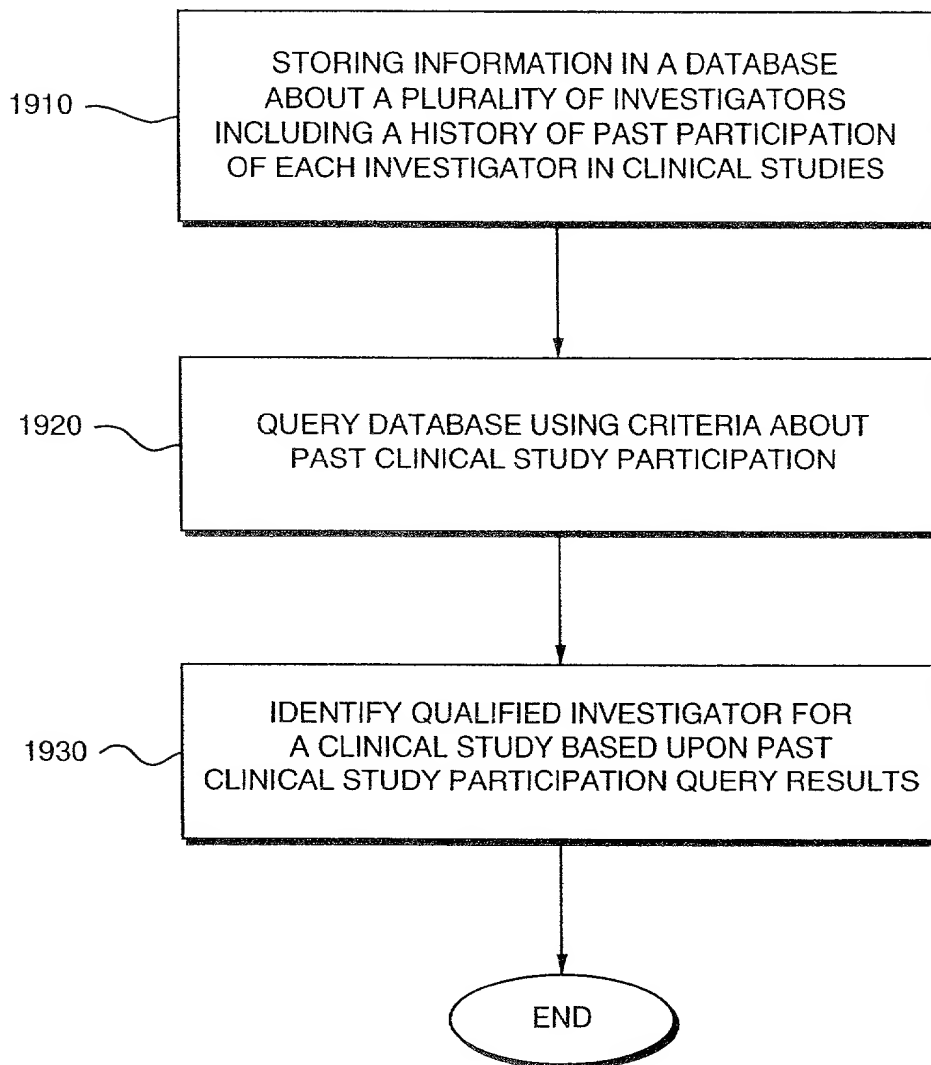 1910
STORING INFORMATION IN A DATABASE
ABOUT A PLURALITY OF INVESTIGATORS
INCLUDING A HISTORY OF PAST PARTICIPATION
OF EACH INVESTIGATOR IN CLINICAL STUDIES
1920
QUERY DATABASE USING CRITERIA ABOUT
PAST CLINICAL STUDY PARTICIPATION
1930
IDENTIFY QUALIFIED INVESTIGATOR FOR
A CLINICAL STUDY BASED UPON PAST
CLINICAL STUDY PARTICIPATION QUERY RESULTS
END